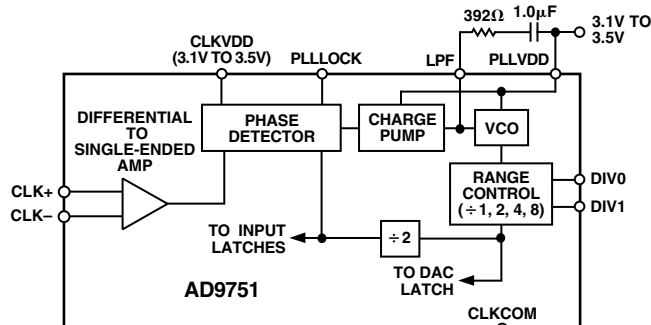 392Ω 1.0μF
3.1V TO
3.5V
CLKVDD
(3.1V TO 3.5V)
PLLLOCK
LPF
PLLVDD
DIFFERENTIAL
TO
SINGLE-ENDED
AMP
PHASE
DETECTOR
CHARGE
PUMP
VCO
CLK+
CLK–
RANGE
CONTROL
(÷1, 2, 4, 8)
DIV0
DIV1
TO INPUT
LATCHES
÷2
TO DAC
LATCH
AD9751
CLKCOM